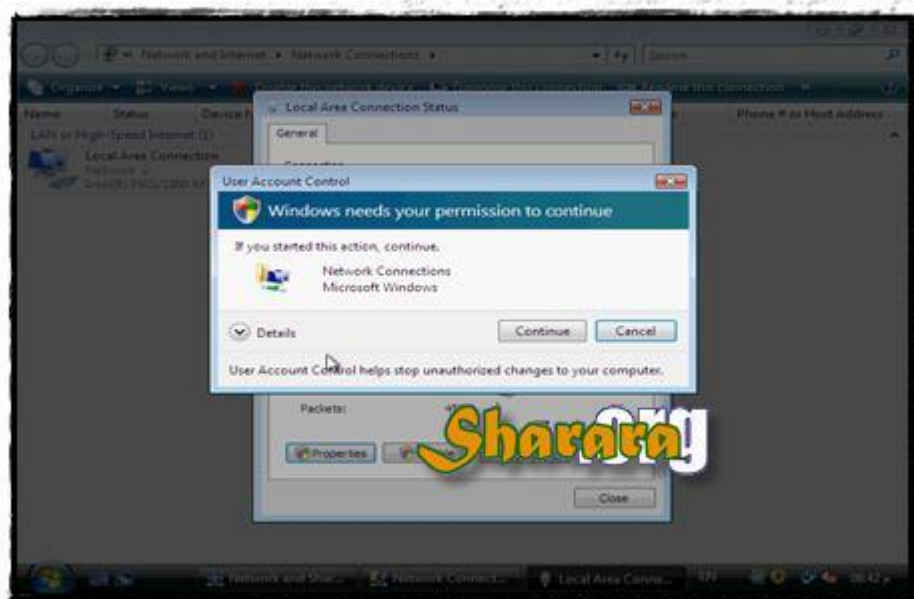 Network and Internet ▸ Network Connections ▸
Organize
Views
Name
Status
Phone # or Host Address
LAN or High-Speed Internet (1)
Local Area Connection
Local Area Connection Status
General
User Account Control
Windows needs your permission to continue
If you started this action, continue.
Network Connections
Microsoft Windows
Details
Continue
Cancel
User Account Control helps stop unauthorized changes to your computer.
Packets:
Sharara.org
Properties
Close
Network and Shar...
Network Connect...
Local Area Conne...
EN